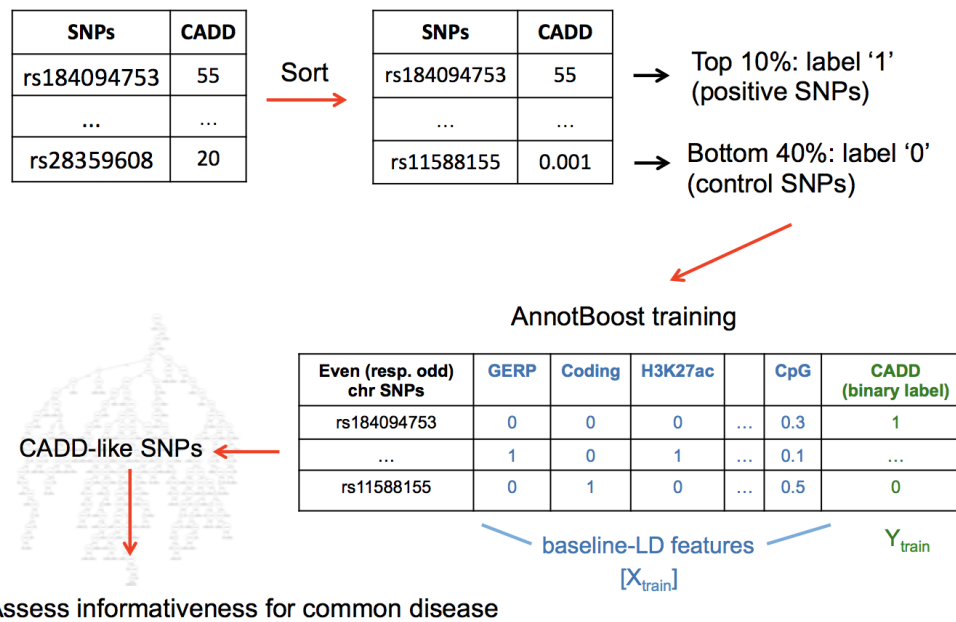 SNPs CADD
rs184094753 55
... ...
rs28359608 20
Sort
SNPs CADD
rs184094753 55
... ...
rs11588155 0.001
Top 10%: label ‘1’
(positive SNPs)
Bottom 40%: label ‘0’
(control SNPs)
AnnotBoost training
Even (resp. odd) chr SNPs GERP Coding H3K27ac CpG CADD (binary label)
rs184094753 0 0 0 ... 0.3 1
... 1 0 1 ... 0.1 ...
rs11588155 0 1 0 ... 0.5 0
baseline-LD features
[Xtrain]
Ytrain
CADD-like SNPs
Assess informativeness for common disease